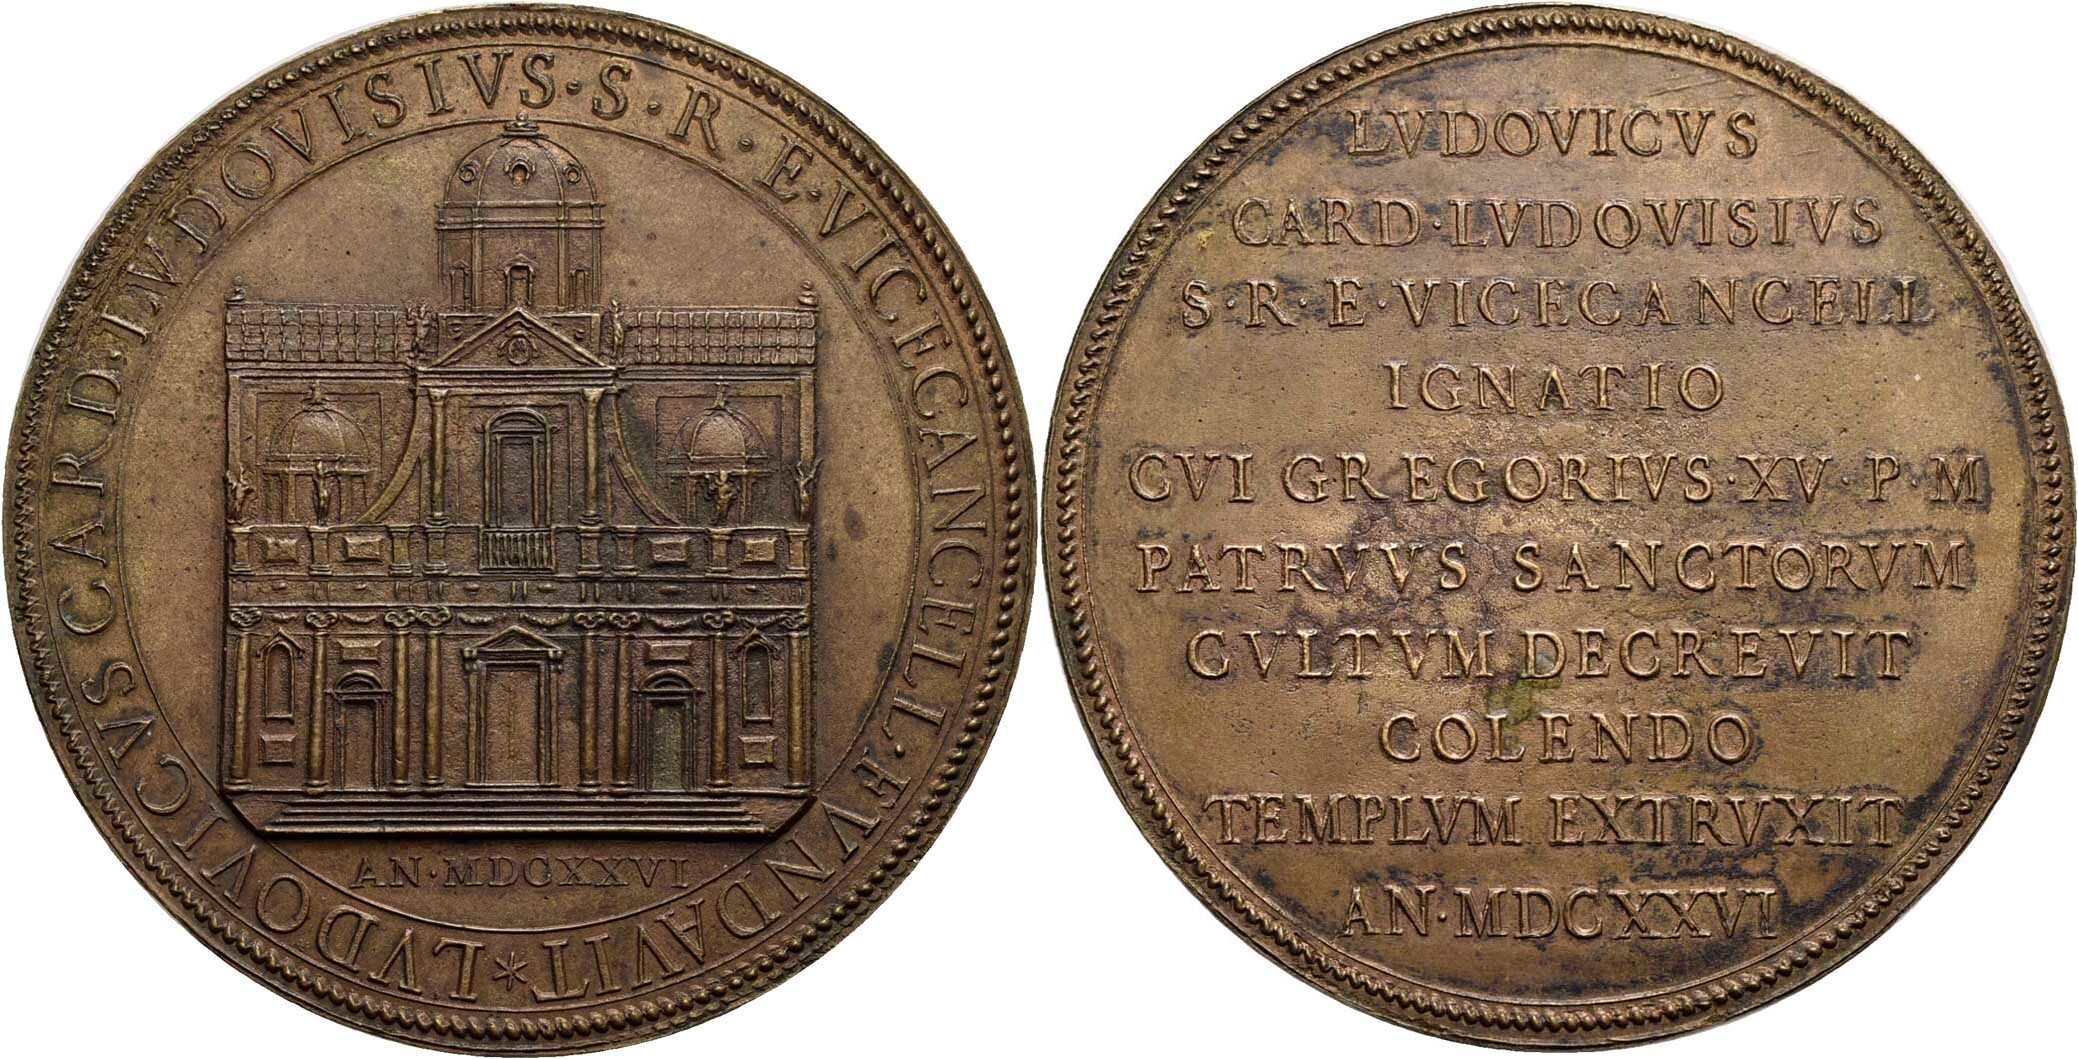 LVDOVICVS CARD·LVDOVISIVS·S·R·E·VICECANCELL·FVNDAVIT
AN·MDCXXVI
LVDOVICVS
CARD·LVDOVISIVS
S·R·E·VICECANCELL
IGNATIO
CVI GREGORIVS·XV·P·M
PATRVVS SANCTORVM
CVLTVM DECREVIT
COLENDO
TEMPLVM EXTRVXIT
AN·MDCXXVI